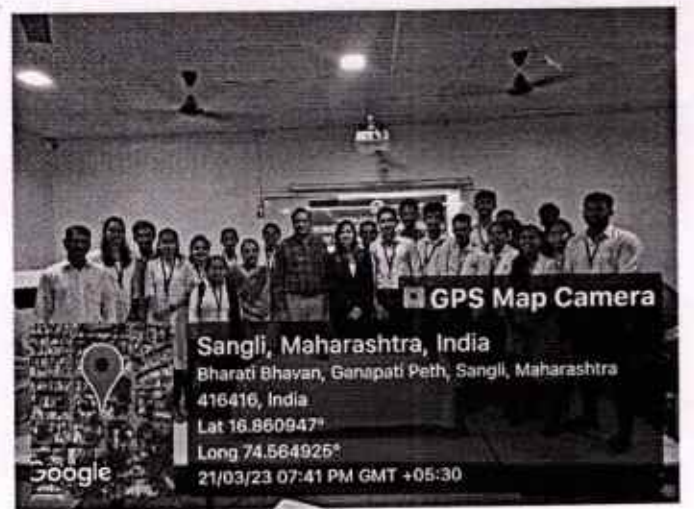 GPS Map Camera
Sangli, Maharashtra, India
Bharati Bhavan, Ganapati Peth, Sangli, Maharashtra
416416, India
Lat 16.860947°
Long 74.564925°
21/03/23 07:41 PM GMT +05:30
Google